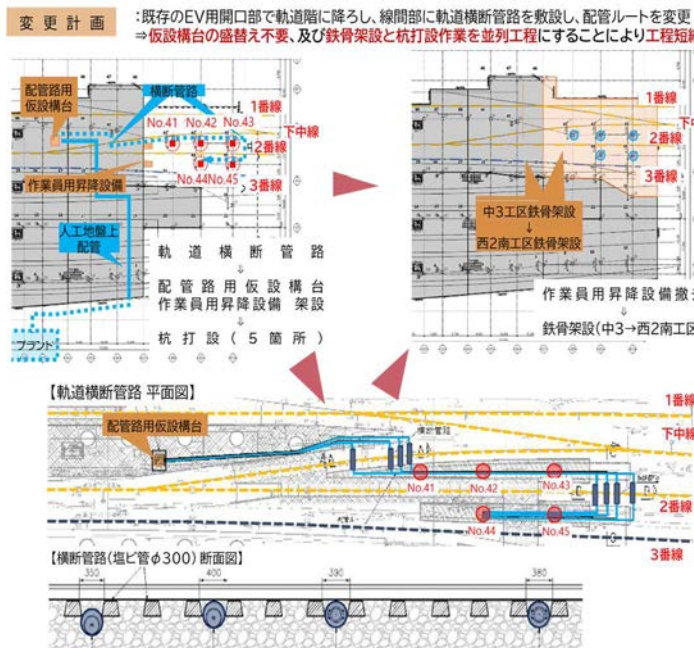 変更計画
:既存のEV用開口部で軌道階に降ろし、線間部に軌道横断管路を敷設し、配管ルートを変更
⇒仮設構台の盛替え不要、及び鉄骨架設と杭打設作業を並列工程にすることにより工程短縮
配管路用
仮設構台
横断管路
1番線
No.41 No.42 No.43
下中線
2番線
作業員用昇降設備
No.44 No.45
3番線
人工地盤上
配管
プラント
軌道横断管路
⇩
配管路用仮設構台
作業員用昇降設備 架設
⇩
杭打設(5箇所)
1番線
下中線
2番線
3番線
中3工区鉄骨架設
↓
西2南工区鉄骨架設
作業員用昇降設備撤去
⇩
鉄骨架設(中3→西2南工区
【軌道横断管路 平面図】
1番線
配管路用仮設構台
横断管路
下中線
No.41
No.42
No.43
2番線
No.44
No.45
3番線
【横断管路(塩ビ管φ300)断面図】
350
400
390
380